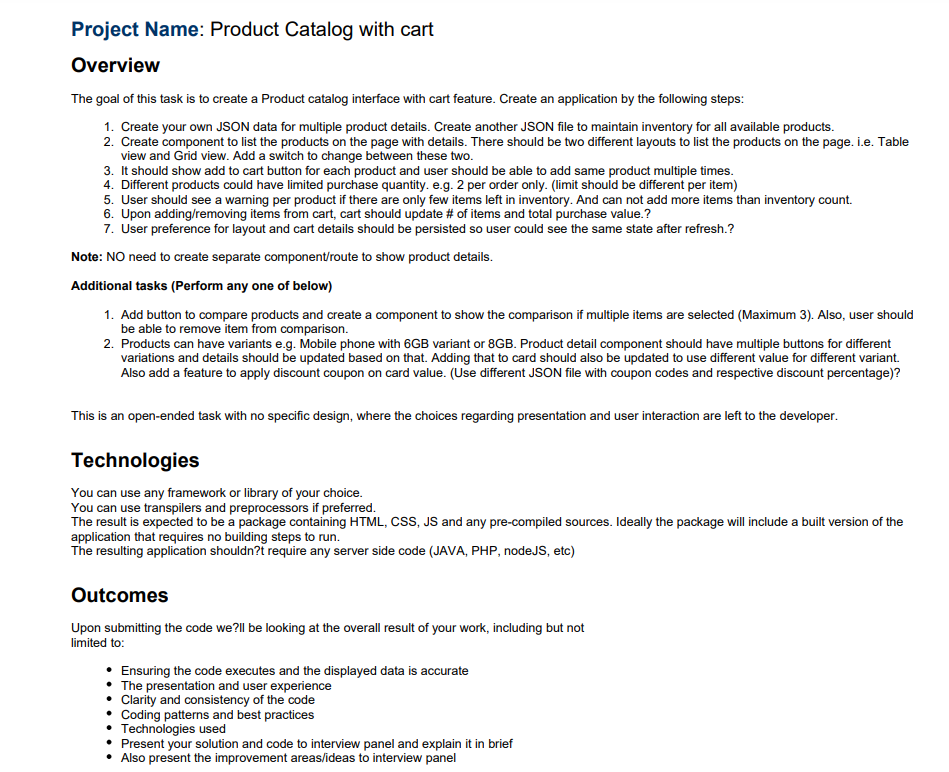 Project Name: Product Catalog with cart
Overview
The goal of this task is to create a Product catalog interface with cart feature. Create an application by the following steps:
1. Create your own JSON data for multiple product details. Create another JSON file to maintain inventory for all available products.
2. Create component to list the products on the page with details. There should be two different layouts to list the products on the page. i.e. Table
view and Grid view. Add a switch to change between these two.
3. It should show add to cart button for each product and user should be able to add same product multiple times.
4. Different products could have limited purchase quantity. e.g. 2 per order only. (limit should be different per item)
5. User should see a warning per product if there are only few items left in inventory. And can not add more items than inventory count.
6. Upon adding/removing items from cart, cart should update # of items and total purchase value.?
7. User preference for layout and cart details should be persisted so user could see the same state after refresh.?
Note: NO need to create separate component/route to show product details.
Additional tasks (Perform any one of below)
1. Add button to compare products and create a component to show the comparison if multiple items are selected (Maximum 3). Also, user should
be able to remove item from comparison.
2. Products can have variants e.g. Mobile phone with 6GB variant or 8GB. Product detail component should have multiple buttons for different
variations and details should be updated based on that. Adding that to card should also be updated to use different value for different variant.
Also add a feature to apply discount coupon on card value. (Use different JSON file with coupon codes and respective discount percentage)?
This is an open-ended task with no specific design, where the choices regarding presentation and user interaction are left to the developer.
Technologies
You can use any framework or library of your choice.
You can use transpilers and preprocessors if preferred.
The result is expected to be a package containing HTML, CSS, JS and any pre-compiled sources. Ideally the package will include a built version of the
application that requires no building steps to run.
The resulting application shouldn?t require any server side code (JAVA, PHP, nodeJS, etc)
Outcomes
Upon submitting the code we?ll be looking at the overall result of your work, including but not
limited to:
• Ensuring the code executes and the displayed data is accurate
• The presentation and user experience
• Clarity and consistency of the code
• Coding patterns and best practices
• Technologies used
• Present your solution and code to interview panel and explain it in brief
• Also present the improvement areas/ideas to interview panel